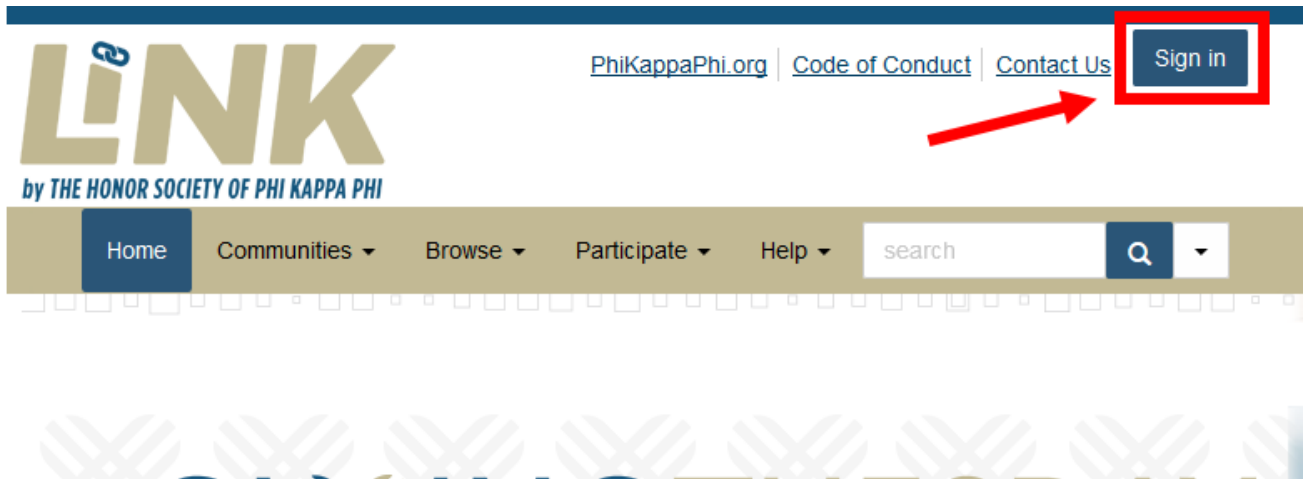 LiNK
by THE HONOR SOCIETY OF PHI KAPPA PHI
PhiKappaPhi.org Code of Conduct Contact Us Sign in
Home Communities Browse Participate Help search